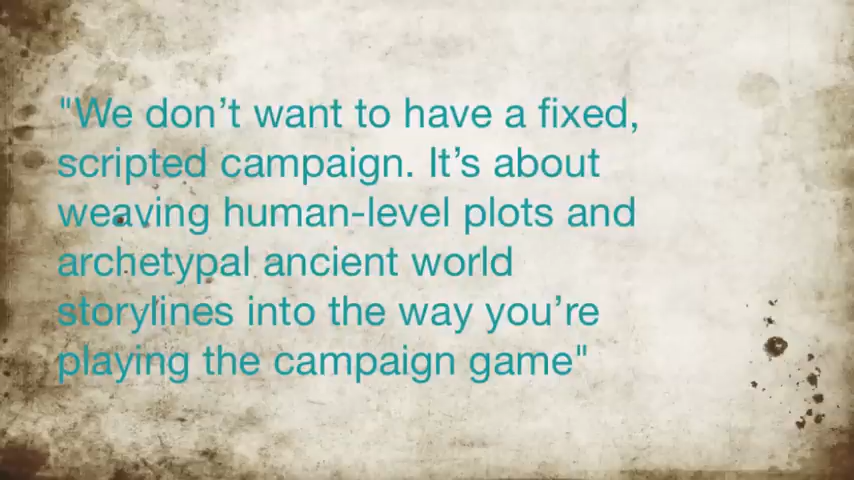 "We don’t want to have a fixed,
scripted campaign. It’s about
weaving human-level plots and
archetypal ancient world
storylines into the way you’re
playing the campaign game"